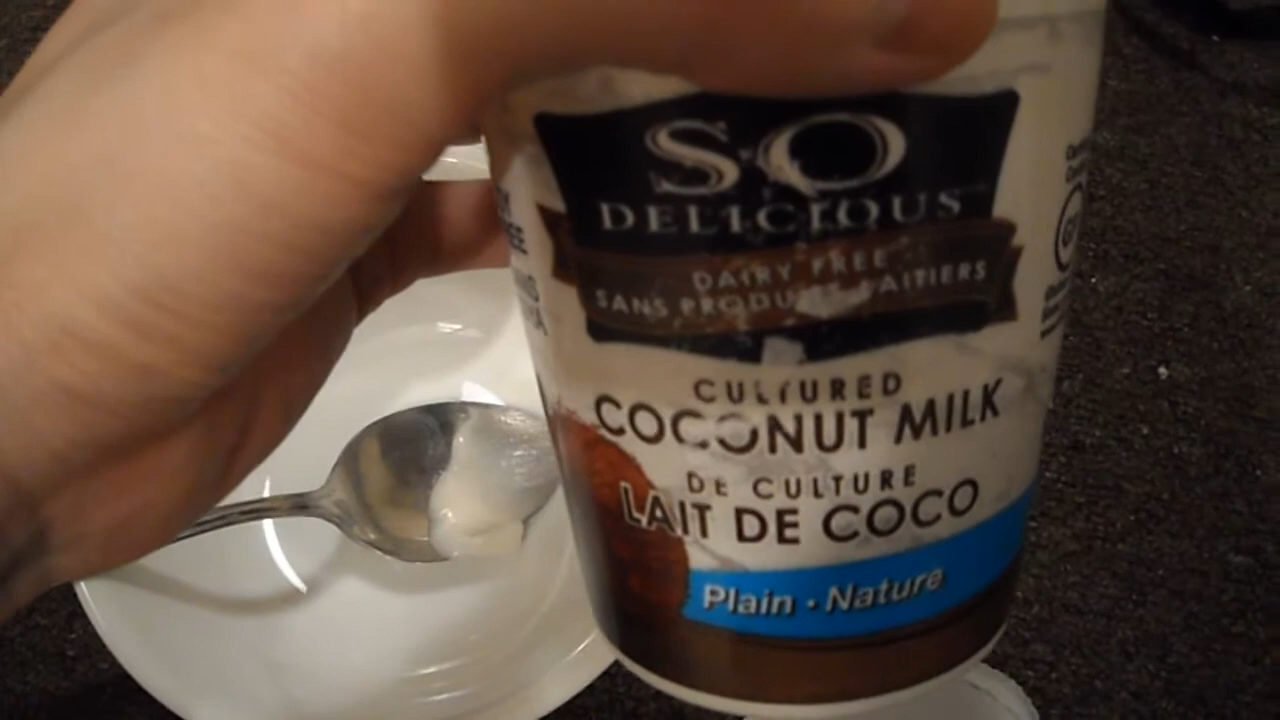 SO
DELICIOUS
DAIRY FREE
SANS PRODUITS LAITIERS
CULTURED
COCONUT MILK
DE CULTURE
LAIT DE COCO
Plain · Nature